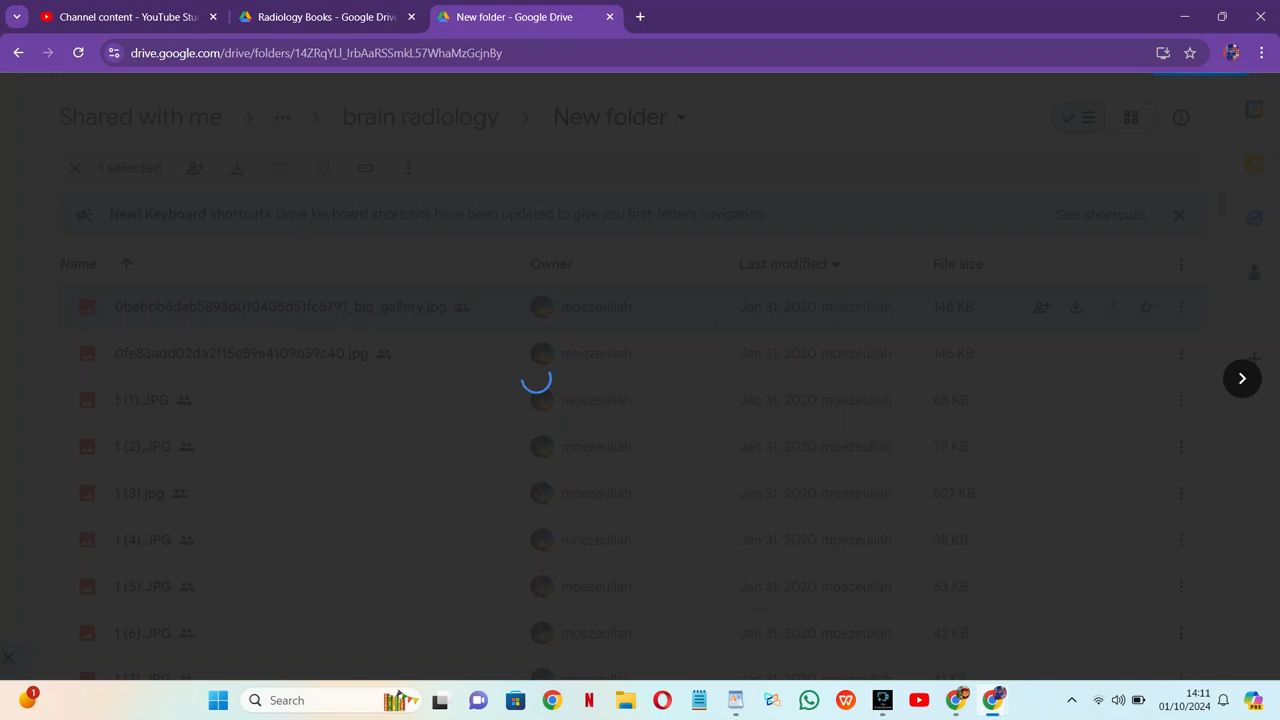 Channel content - YouTube Stu
Radiology Books - Google Drive
New folder - Google Drive
drive.google.com/drive/folders/14ZRqYLl_IrbAaRSSmkL57WhaMzGcjnBy
Shared with me > ... > brain radiology > New folder
1 selected
New! Keyboard shortcuts Drive keyboard shortcuts have been updated to give you first-letters navigation See shortcuts
Name Owner Last modified File size
0bebbb6dab5898d010405d51fc5791_big_gallery.jpg moezeullah Jan 31, 2020 moezeullah 148 KB
0fe83add02da2f15e59a4109b59c40.jpg moezeullah Jan 31, 2020 moezeullah 146 KB
1 (1).JPG moezeullah Jan 31, 2020 moezeullah 68 KB
1 (2).JPG moezeullah Jan 31, 2020 moezeullah 79 KB
1 (3).jpg moezeullah Jan 31, 2020 moezeullah 627 KB
1 (4).JPG moezeullah Jan 31, 2020 moezeullah 38 KB
1 (5).JPG moezeullah Jan 31, 2020 moezeullah 33 KB
1 (6).JPG moezeullah Jan 31, 2020 moezeullah 43 KB
1
Search
14:11
01/10/2024